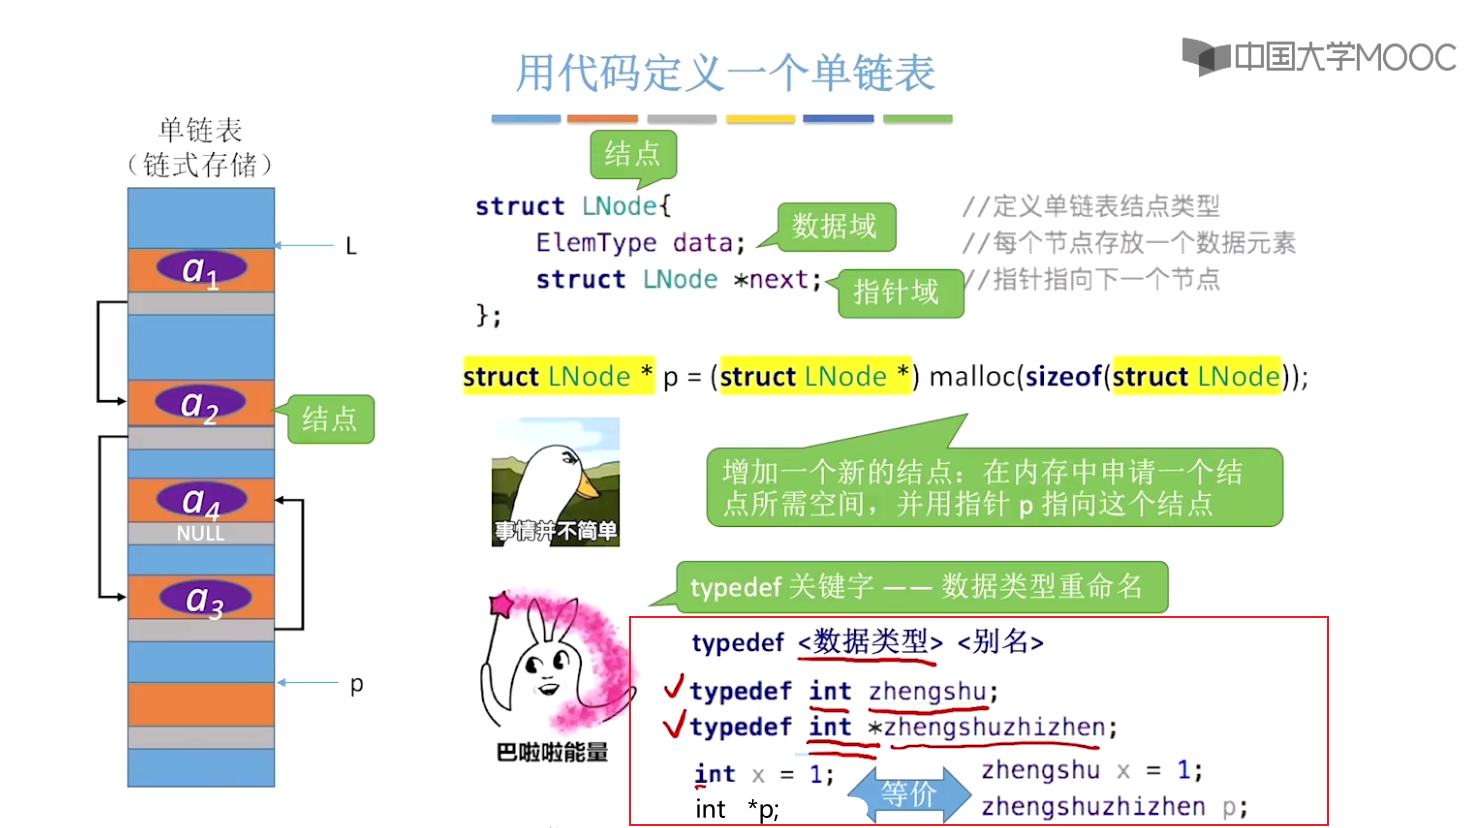 中国大学MOOC
用代码定义一个单链表
单链表
（链式存储）
L
a1
a2
结点
a4
NULL
a3
p
结点
struct LNode{ //定义单链表结点类型
ElemType data; 数据域 //每个节点存放一个数据元素
struct LNode *next; 指针域 //指针指向下一个节点
};
struct LNode * p = (struct LNode *) malloc(sizeof(struct LNode));
增加一个新的结点：在内存中申请一个结
点所需空间，并用指针 p 指向这个结点
事情并不简单
typedef 关键字 —— 数据类型重命名
巴啦啦能量
typedef <数据类型> <别名>
typedef int zhengshu;
typedef int *zhengshuzhizhen;
int x = 1; 等价 zhengshu x = 1;
int *p; zhengshuzhizhen p;